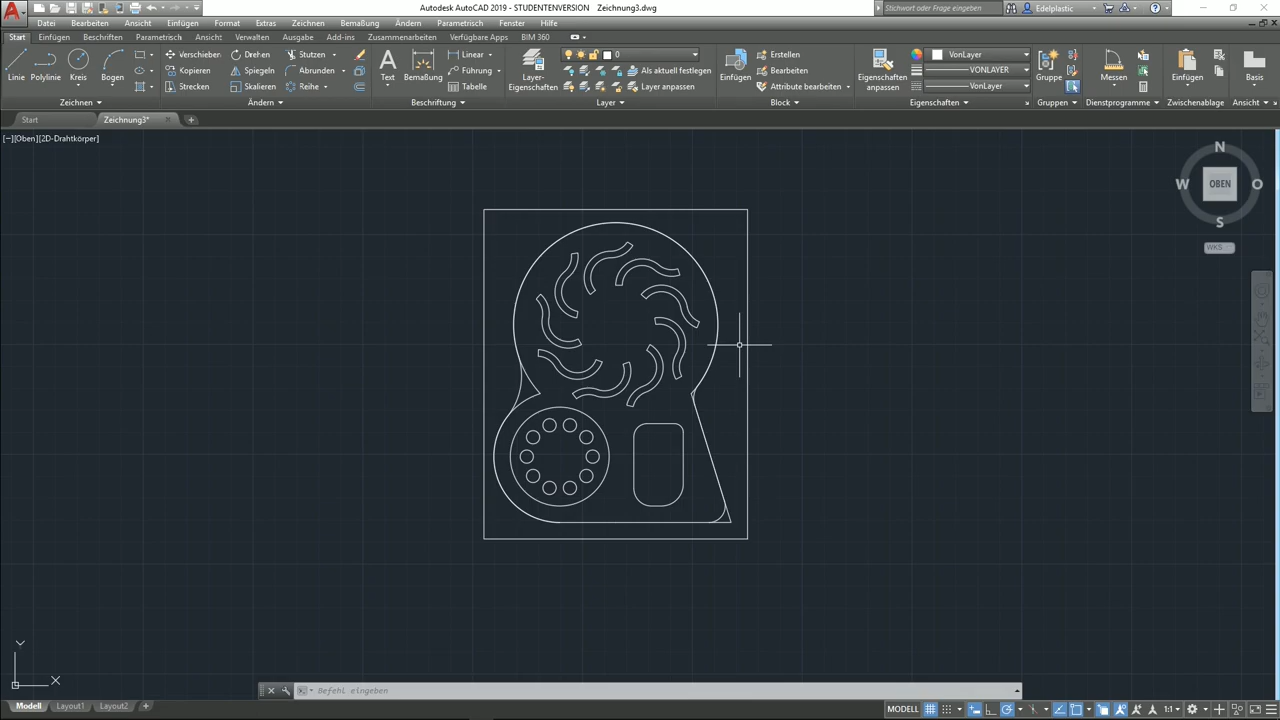 Autodesk AutoCAD 2019 - STUDENTENVERSION Zeichnung3.dwg
Stichwort oder Frage eingeben
Edelplastic
Datei Bearbeiten Ansicht Einfügen Format Extras Zeichnen Bemaßung Ändern Parametrisch Fenster Hilfe
Start Einfügen Beschriften Parametrisch Ansicht Verwalten Ausgabe Add-ins Zusammenarbeiten Verfügbare Apps BIM 360
Linie Polylinie Kreis Bogen
Verschieben Drehen Stutzen
Kopieren Spiegeln Abrunden
Strecken Skalieren Reihe
Text Bemaßung
Linear
Führung
Tabelle
Layer-
Eigenschaften
0
Als aktuell festlegen
Layer anpassen
Einfügen
Erstellen
Bearbeiten
Attribute bearbeiten
Eigenschaften
anpassen
VonLayer
VONLAYER
VonLayer
Gruppe
Messen
Einfügen
Basis
Zeichnen Ändern Beschriftung Layer Block Eigenschaften Gruppen Dienstprogramme Zwischenablage Ansicht
Start Zeichnung3*
[−][Oben][2D-Drahtkörper]
N
W OBEN O
S
WKS
Y
X
Befehl eingeben
Modell Layout1 Layout2 +
MODELL 1:1